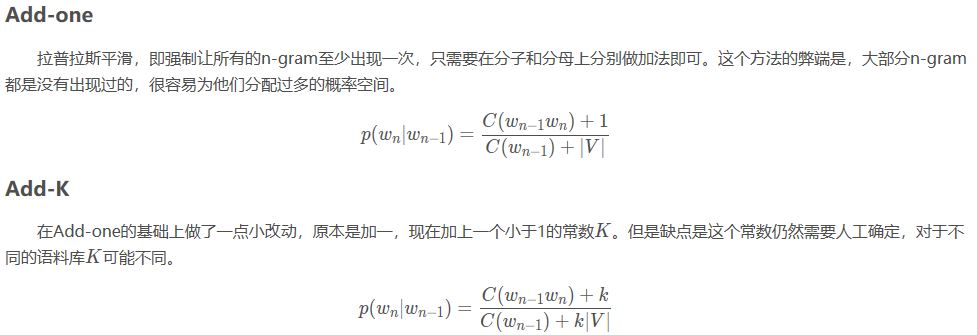 Add-one
拉普拉斯平滑，即强制让所有的n-gram至少出现一次，只需要在分子和分母上分别做加法即可。这个方法的弊端是，大部分n-gram
都是没有出现过的，很容易为他们分配过多的概率空间。
p(w_n|w_{n-1}) = \frac{C(w_{n-1}w_n)+1}{C(w_{n-1})+|V|}
Add-K
在Add-one的基础上做了一点小改动，原本是加一，现在加上一个小于1的常数K。但是缺点是这个常数仍然需要人工确定，对于不
同的语料库K可能不同。
p(w_n|w_{n-1}) = \frac{C(w_{n-1}w_n)+k}{C(w_{n-1})+k|V|}